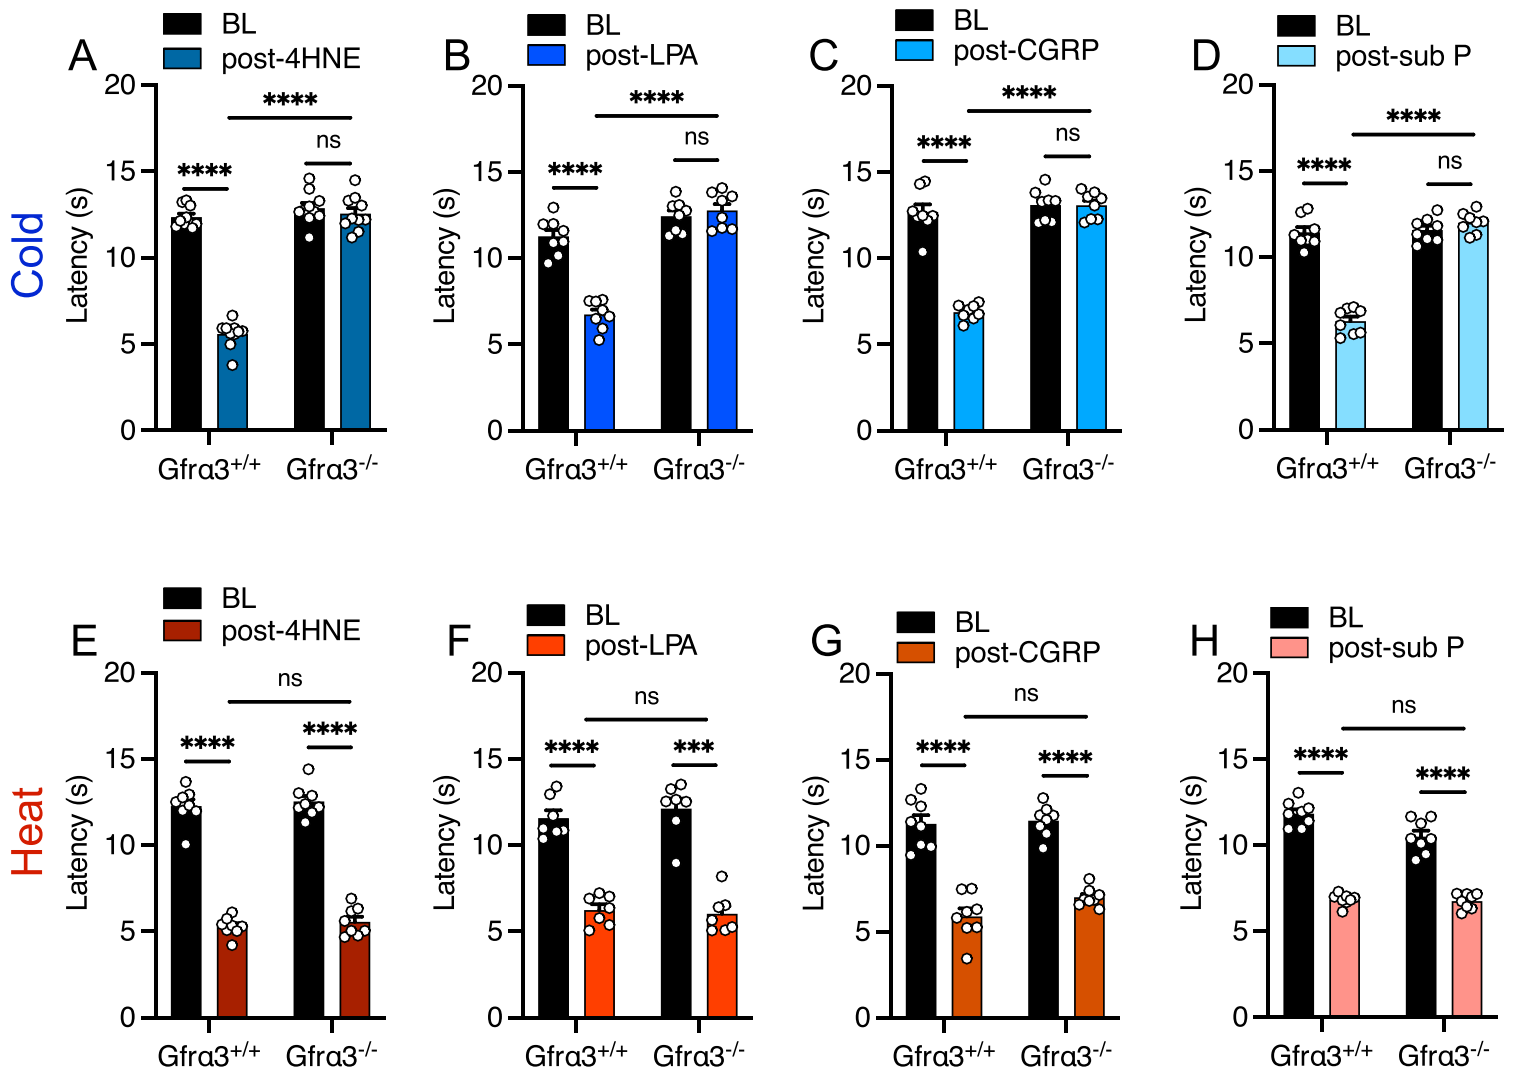 A
BL
post-4HNE
20
15
10
5
0
Latency (s)
****
****
ns
Gfrα3+/+
Gfrα3-/-
B
BL
post-LPA
20
15
10
5
0
Latency (s)
****
****
ns
Gfrα3+/+
Gfrα3-/-
C
BL
post-CGRP
20
15
10
5
0
Latency (s)
****
****
ns
Gfrα3+/+
Gfrα3-/-
D
BL
post-sub P
20
15
10
5
0
Latency (s)
****
****
ns
Gfrα3+/+
Gfrα3-/-
Cold
E
BL
post-4HNE
20
15
10
5
0
Latency (s)
ns
****
****
Gfrα3+/+
Gfrα3-/-
F
BL
post-LPA
20
15
10
5
0
Latency (s)
ns
****
***
Gfrα3+/+
Gfrα3-/-
G
BL
post-CGRP
20
15
10
5
0
Latency (s)
ns
****
****
Gfrα3+/+
Gfrα3-/-
H
BL
post-sub P
20
15
10
5
0
Latency (s)
ns
****
****
Gfrα3+/+
Gfrα3-/-
Heat